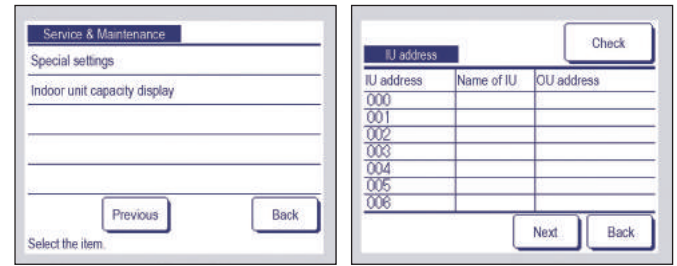 Service & Maintenance
Special settings
Indoor unit capacity display
Previous
Back
Select the item.
Check
IU address
IU address Name of IU OU address
000
001
002
003
004
005
006
Next
Back